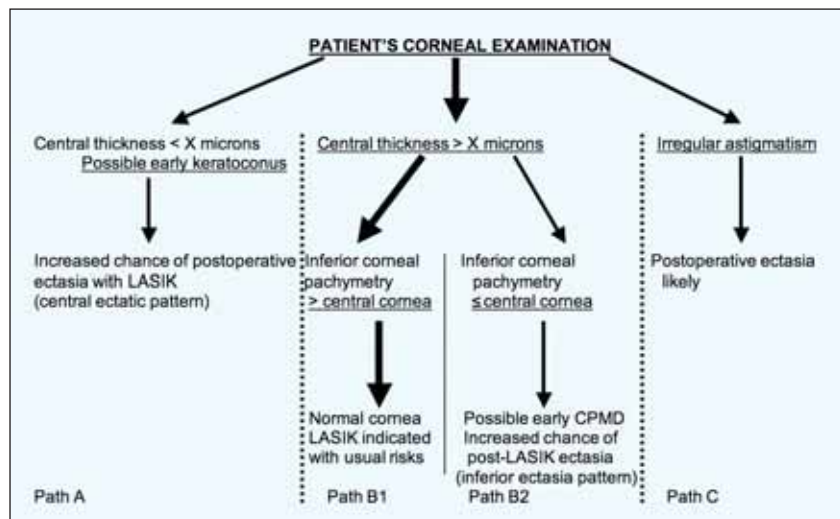 PATIENT'S CORNEAL EXAMINATION
Central thickness < X microns
Possible early keratoconus
Increased chance of postoperative
ectasia with LASIK
(central ectatic pattern)
Path A
Central thickness > X microns
Inferior corneal
pachymetry
> central cornea
Normal cornea
LASIK indicated
with usual risks
Path B1
Inferior corneal
pachymetry
≤ central cornea
Possible early CPMD
Increased chance of
post-LASIK ectasia
(inferior ectasia pattern)
Path B2
Irregular astigmatism
Postoperative ectasia
likely
Path C